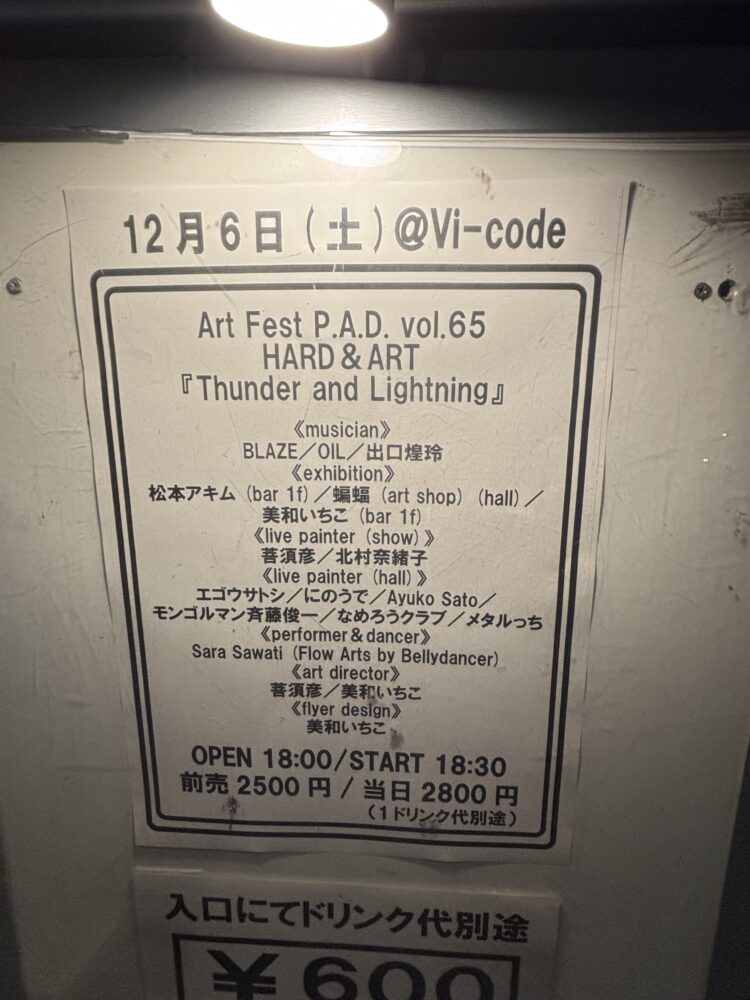 12月6日(土)@Vi-code
Art Fest P.A.D. vol.65
HARD&ART
『Thunder and Lightning』
《musician》
BLAZE／OIL／出口煌玲
《exhibition》
松本アキム(bar 1f)／蝙蝠(art shop)(hall)／
美和いちこ(bar 1f)
《live painter(show)》
菩須彦／北村奈緒子
《live painter(hall)》
エゴウサトシ／にのうで／Ayuko Sato／
モンゴルマン斉藤俊一／なめろうクラブ／メタルっち
《performer&dancer》
Sara Sawati(Flow Arts by Bellydancer)
《art director》
菩須彦／美和いちこ
《flyer design》
美和いちこ
OPEN 18:00/START 18:30
前売2500円/当日2800円
(1ドリンク代別途)
入口にてドリンク代別途
￥600